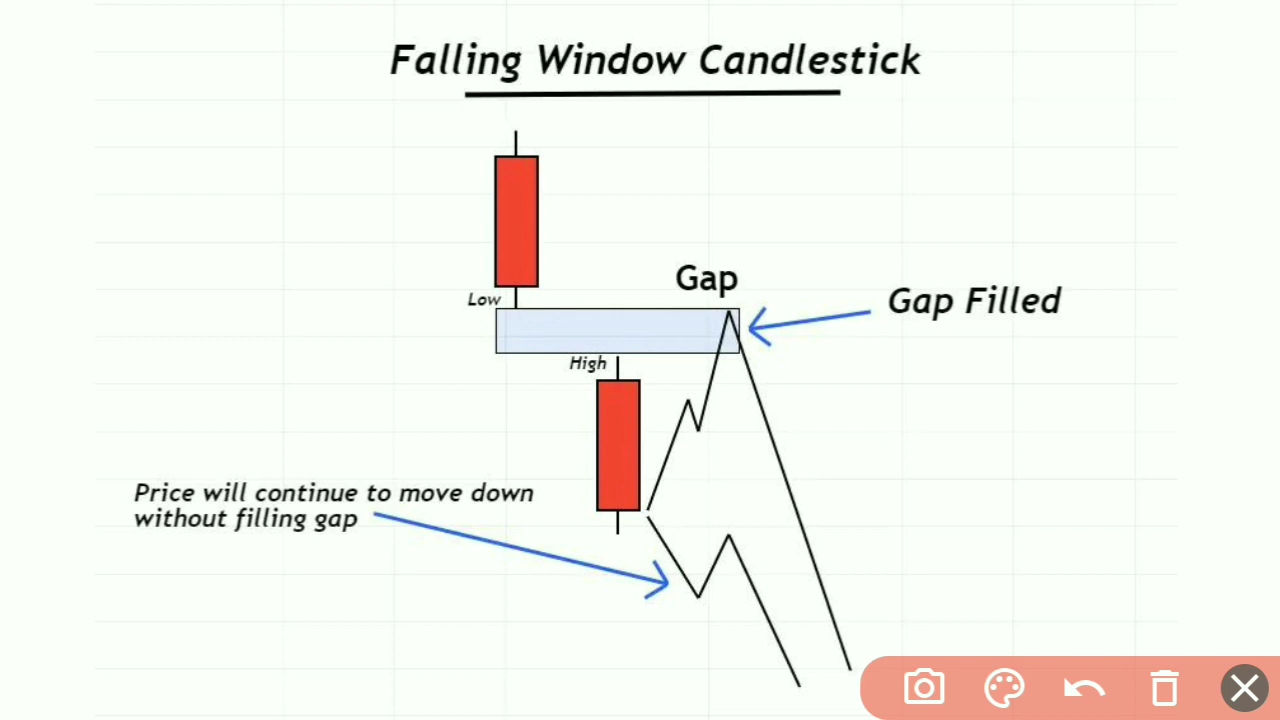 Falling Window Candlestick
Gap
Low
Gap Filled
High
Price will continue to move down
without filling gap